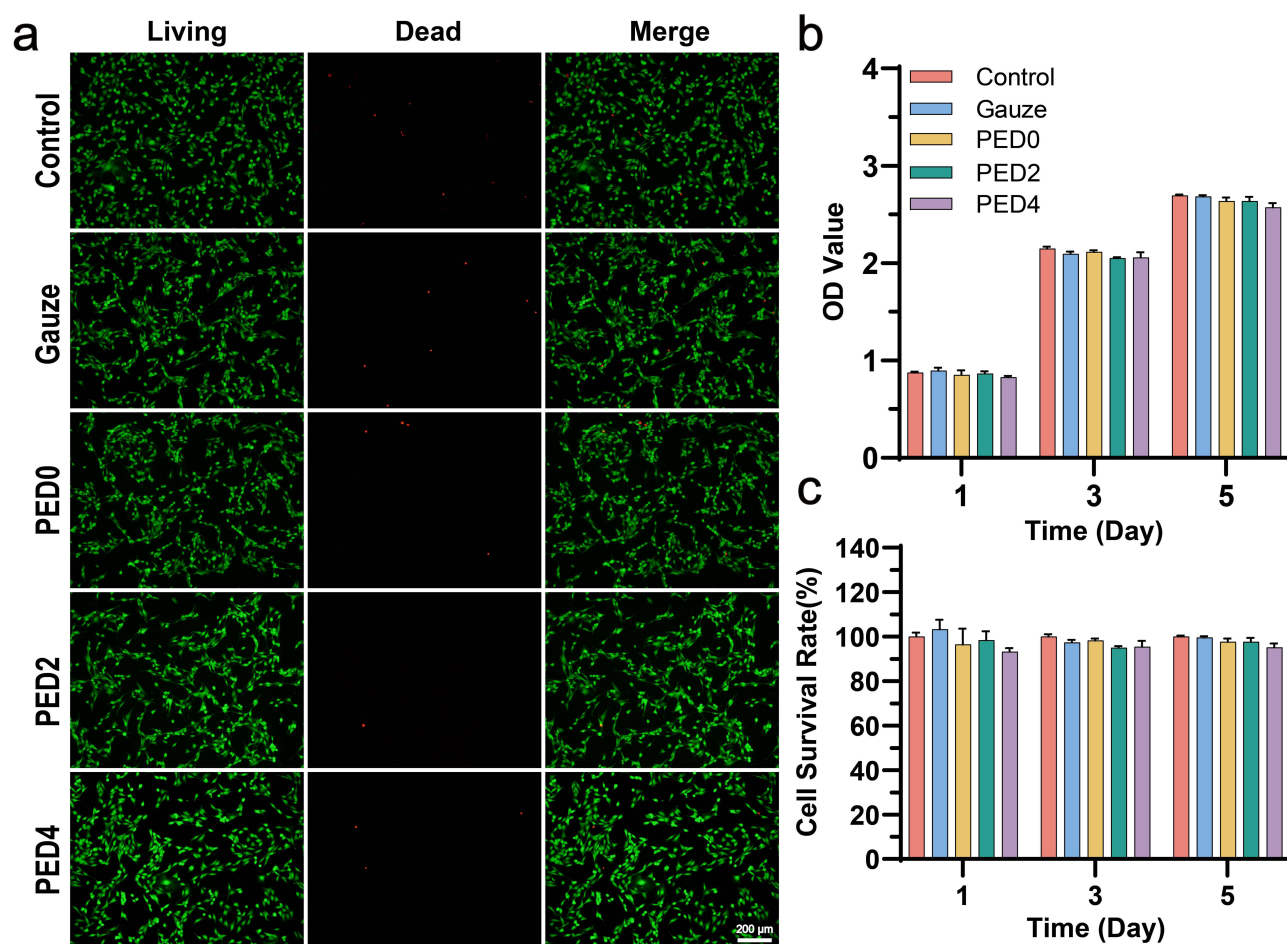 a
Living Dead Merge
Control
Gauze
PED0
PED2
PED4
200 μm
b
4
3
2
1
0
OD Value
Control
Gauze
PED0
PED2
PED4
1 3 5
Time (Day)
c
140
120
100
80
60
40
20
0
Cell Survival Rate(%)
1 3 5
Time (Day)